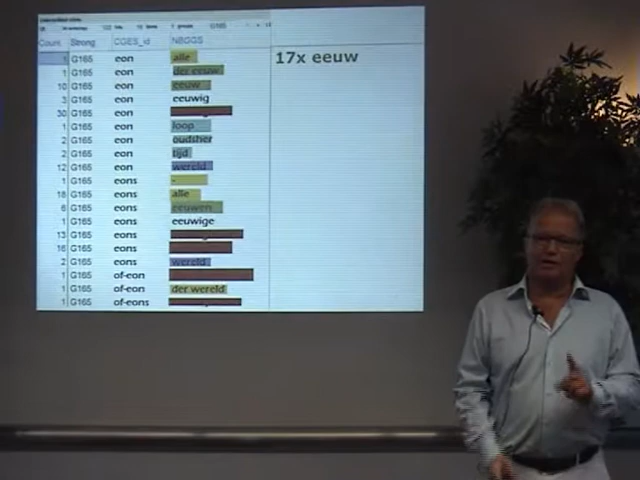 Count Strong CGES_id NBGGS
1 G165 eon alle
1 G165 eon der eeuw
10 G165 eon eeuw
3 G165 eon eeuwig
30 G165 eon
1 G165 eon loop
2 G165 eon oudsher
2 G165 eon tijd
12 G165 eon wereld
1 G165 eons -
18 G165 eons alle
6 G165 eons eeuwen
1 G165 eons eeuwige
13 G165 eons
16 G165 eons
2 G165 eons wereld
1 G165 of-eon
1 G165 of-eon der wereld
1 G165 of-eons
17x eeuw